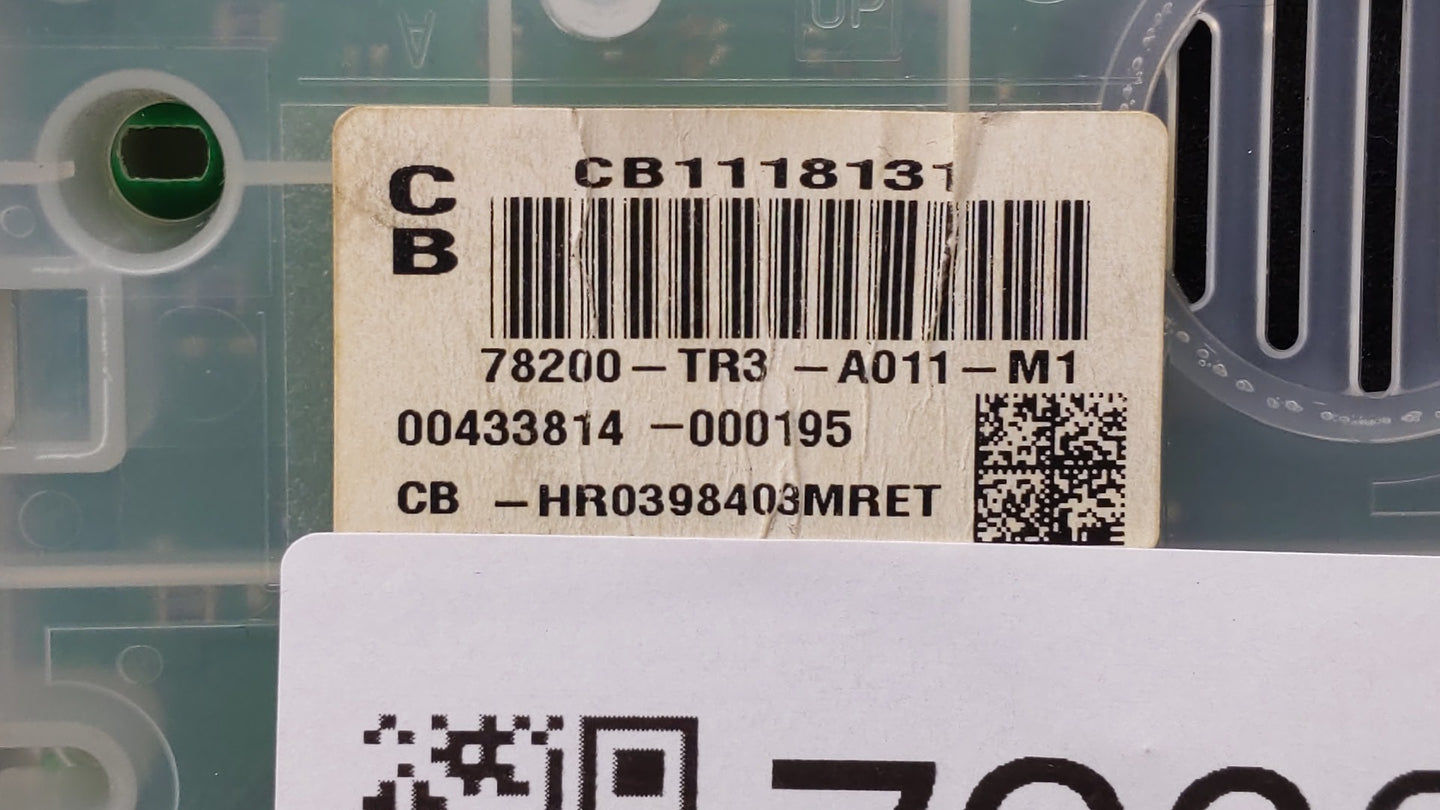 A
UP
C
B
CB1118131
78200-TR3 -A011-M1
00433814 -000195
CB -HR0398403MRET